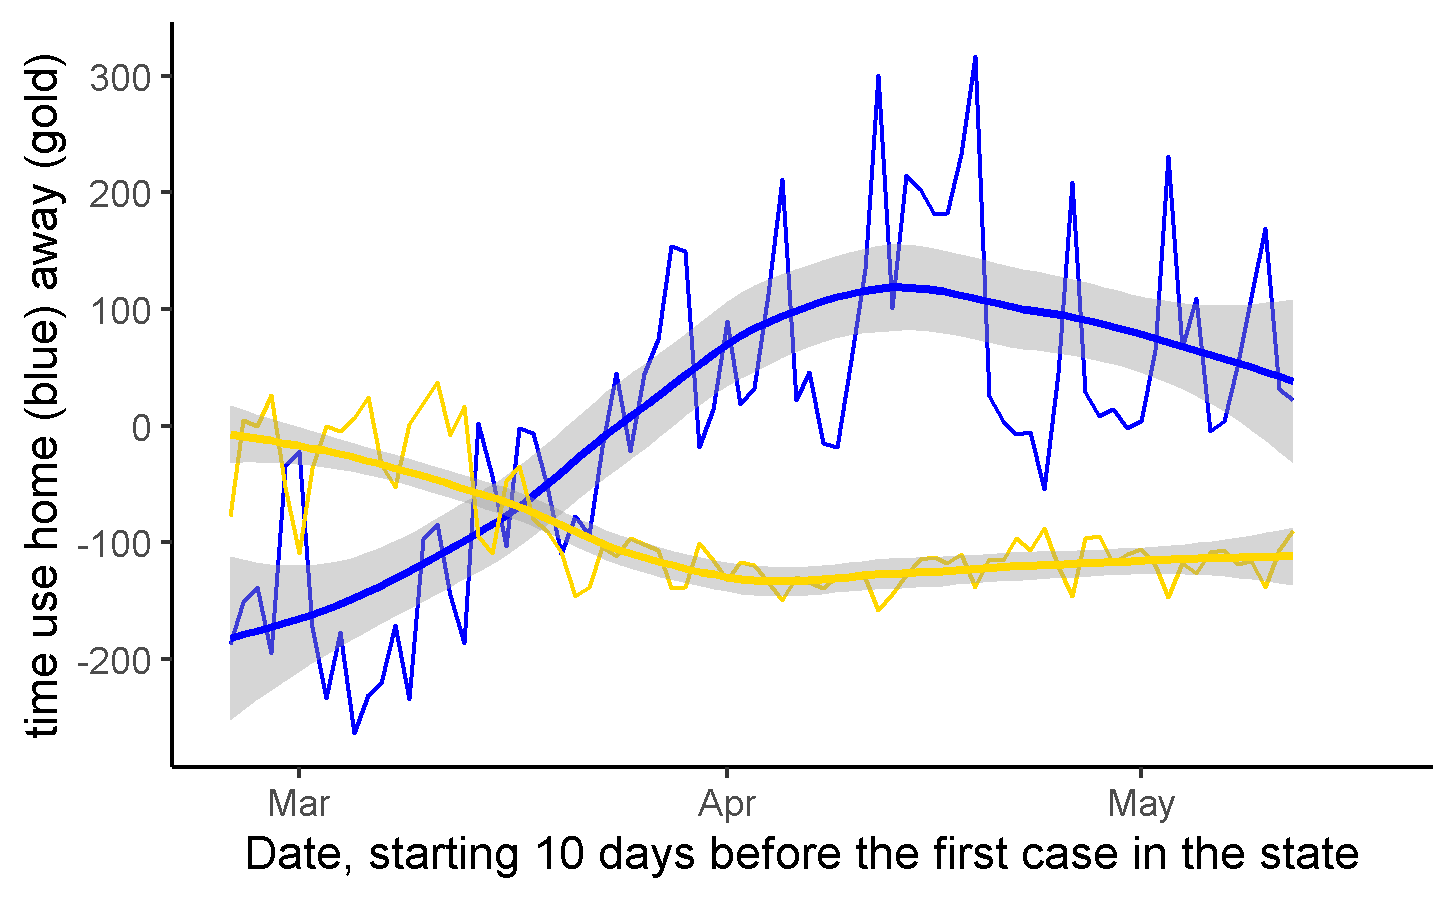 time use home (blue) away (gold)
300
200
100
0
-100
-200
Mar Apr May
Date, starting 10 days before the first case in the state